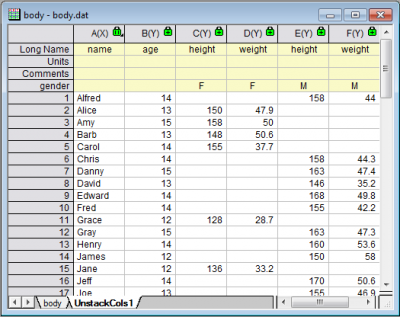 body - body.dat
A(X) B(Y) C(Y) D(Y) E(Y) F(Y)
Long Name name age height weight height weight
Units
Comments
gender F F M M
1 Alfred 14 158 44
2 Alice 13 150 47.9
3 Amy 15 158 50
4 Barb 13 148 50.6
5 Carol 14 155 37.7
6 Chris 14 158 44.3
7 Danny 15 163 47.4
8 David 13 146 35.2
9 Edward 14 168 49.8
10 Fred 14 155 42.2
11 Grace 12 128 28.7
12 Gray 15 163 47.3
13 Henry 14 160 53.6
14 James 12 150 58
15 Jane 12 136 33.2
16 Jeff 14 170 50.6
17 Joe 13 155 46.9
body UnstackCols1